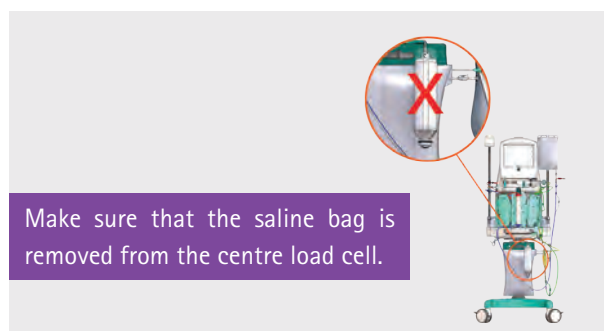 Make sure that the saline bag is
removed from the centre load cell.
X